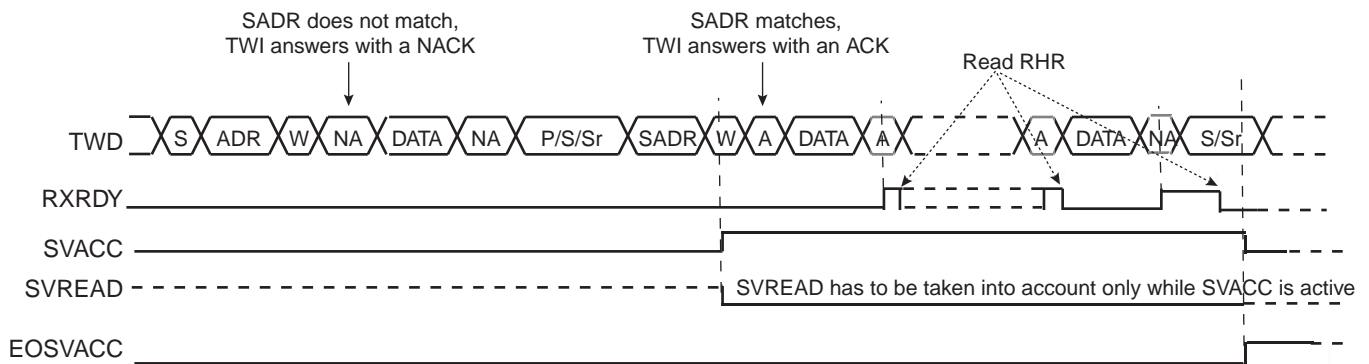 SADR does not match,
TWI answers with a NACK
SADR matches,
TWI answers with an ACK
Read RHR
TWD S ADR W NA DATA NA P/S/Sr SADR W A DATA A A DATA NA S/Sr
RXRDY
SVACC
SVREAD SVREAD has to be taken into account only while SVACC is active
EOSVACC